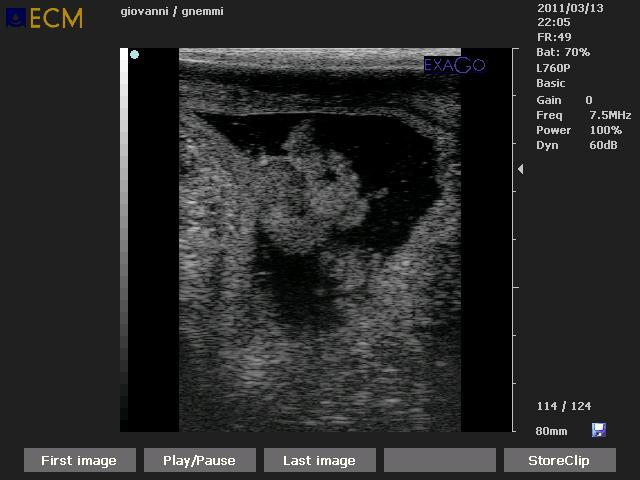 ECM
giovanni / gnemmi
2011/03/13
22:05
FR:49
Bat: 70%
L760P
Basic
Gain 0
Freq 7.5MHz
Power 100%
Dyn 60dB
EXAGO
114 / 124
80mm
First image
Play/Pause
Last image
StoreClip